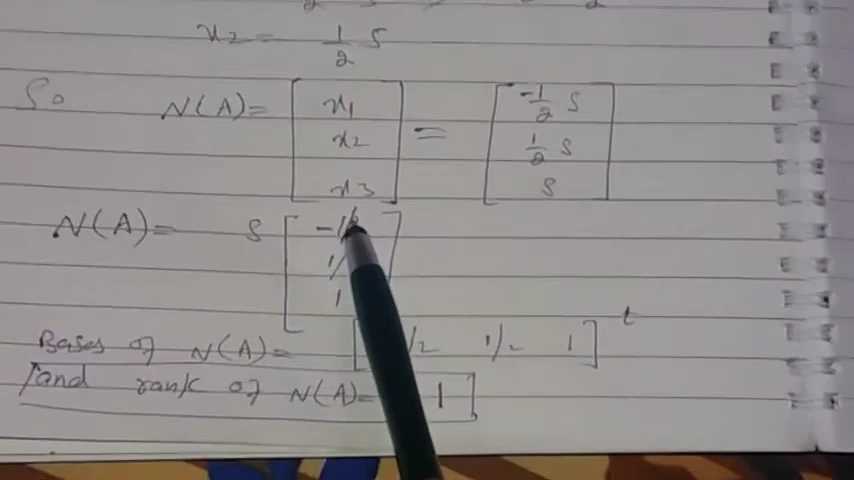 x2 = 1/2 s
So N(A) = [x1 x2 x3] = [-1/2 s 1/2 s s]
N(A) = s [-1/ 1/ 1]
Bases of N(A) = [ /2 1/2 1] t
/and rank of N(A) = 1]